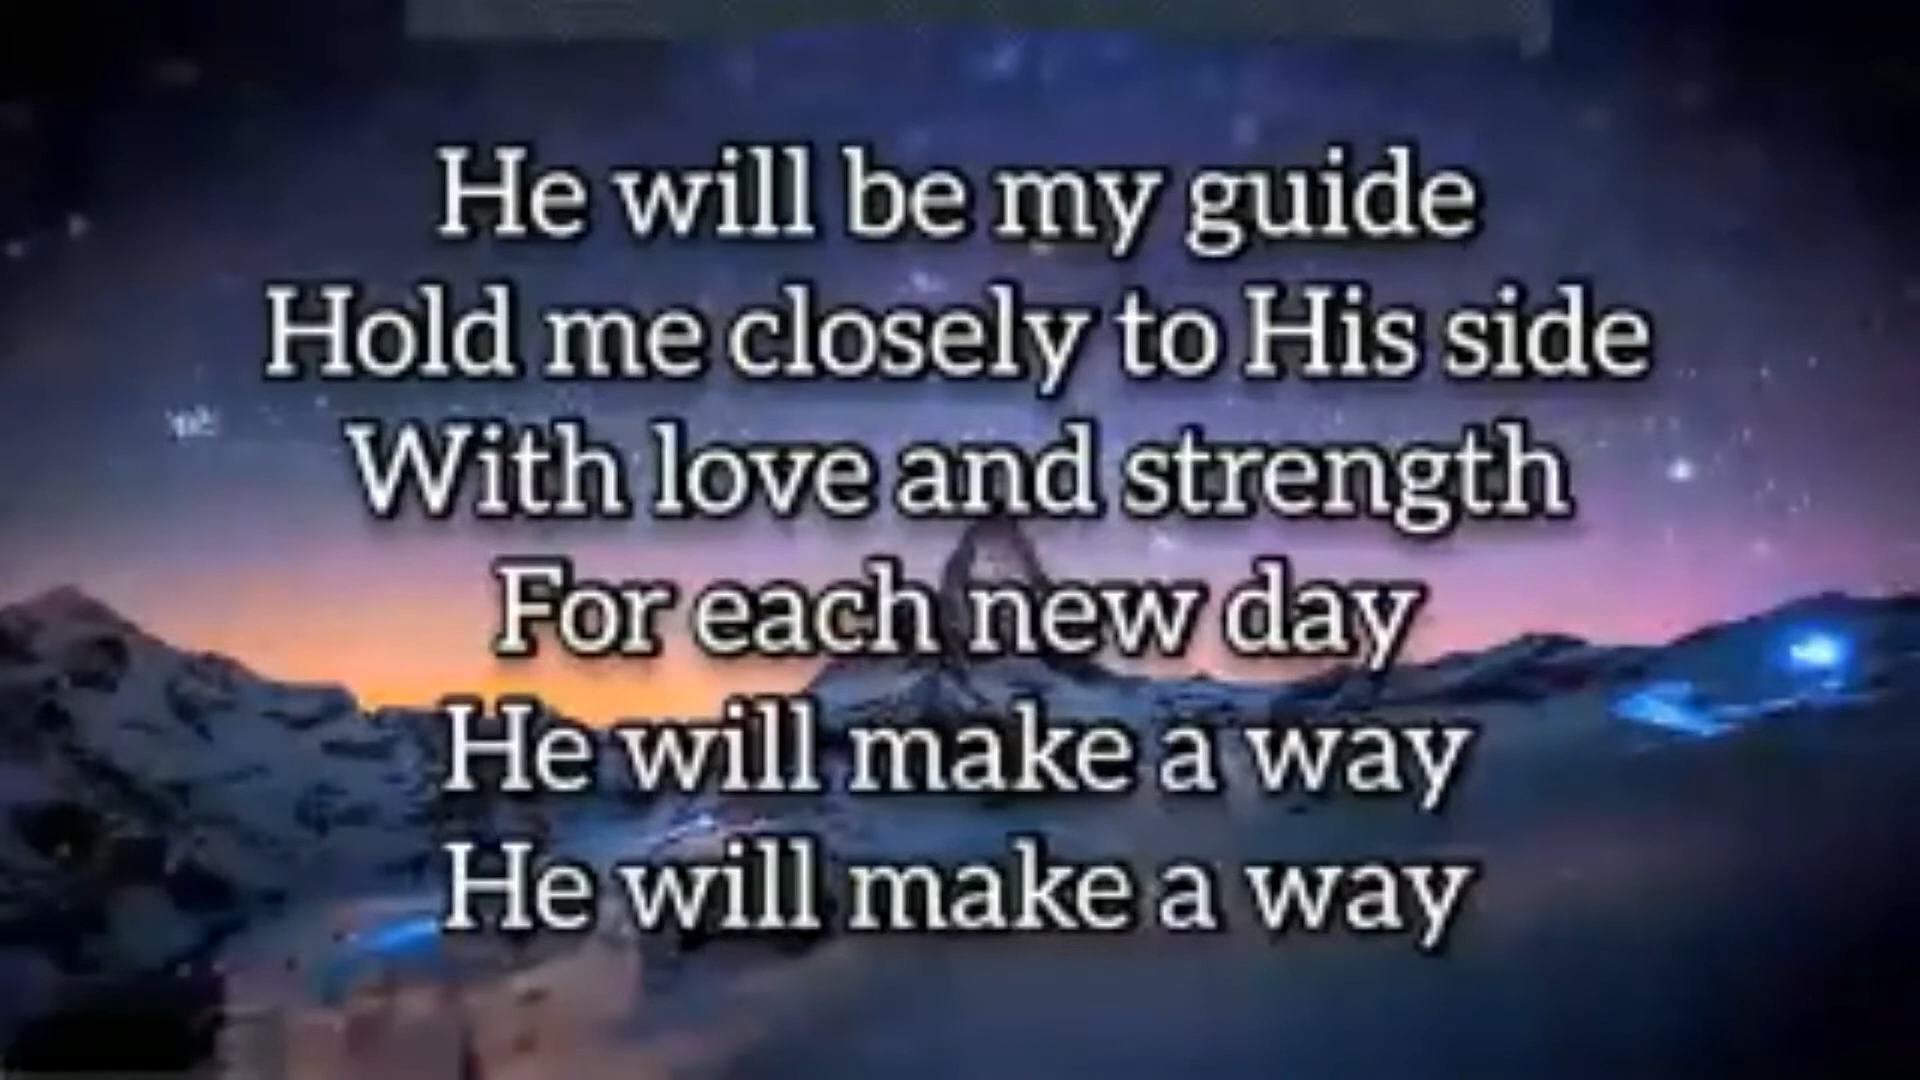 He will be my guide
Hold me closely to His side
With love and strength
For each new day
He will make a way
He will make a way